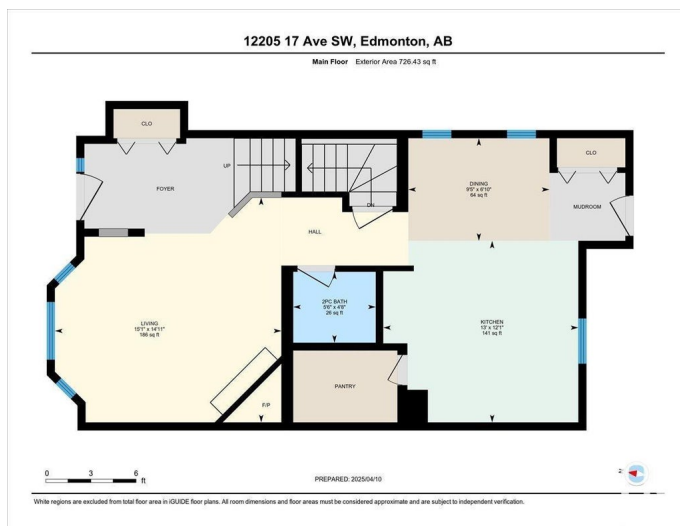 12205 17 Ave SW, Edmonton, AB
Main Floor Exterior Area 726.43 sq ft
CLO
UP
FOYER
DN
HALL
DINING
9'5" x 6'10"
64 sq ft
CLO
MUDROOM
LIVING
15'1" x 14'11"
186 sq ft
2PC BATH
5'6" x 4'8"
26 sq ft
KITCHEN
13' x 12'1"
141 sq ft
PANTRY
F/P
0 3 6
ft
PREPARED: 2025/04/10
White regions are excluded from total floor area in iGUIDE floor plans. All room dimensions and floor areas must be considered approximate and are subject to independent verification.